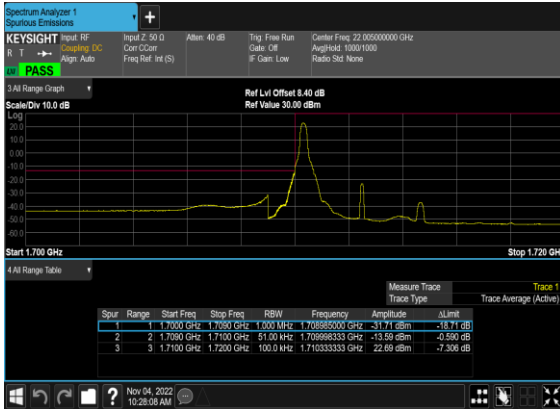 Spectrum Analyzer 1
Spurious Emissions
KEYSIGHT
R T
Input: RF
Coupling: DC
Align: Auto
Input Z: 50 Ω
Corr CCorr
Freq Ref: Int (S)
Atten: 40 dB
Trig: Free Run
Gate: Off
IF Gain: Low
Center Freq: 22.005000000 GHz
Avg|Hold: 1000/1000
Radio Std: None
PASS
3 All Range Graph
Scale/Div 10.0 dB
Ref Lvl Offset 8.40 dB
Ref Value 30.00 dBm
Log
20.0
10.0
0.00
-10.0
-20.0
-30.0
-40.0
-50.0
-60.0
Start 1.700 GHz
Stop 1.720 GH
4 All Range Table
Measure Trace Trace 1
Trace Type Trace Average (Active)
Spur Range Start Freq Stop Freq RBW Frequency Amplitude ΔLimit
1 1 1.7000 GHz 1.7090 GHz 1.000 MHz 1.708985000 GHz -31.71 dBm -18.71 dB
2 2 1.7090 GHz 1.7100 GHz 51.00 kHz 1.709998333 GHz -13.59 dBm -0.590 dB
3 3 1.7100 GHz 1.7200 GHz 100.0 kHz 1.710333333 GHz 22.69 dBm -7.306 dB
Nov 04, 2022
10:28:08 AM